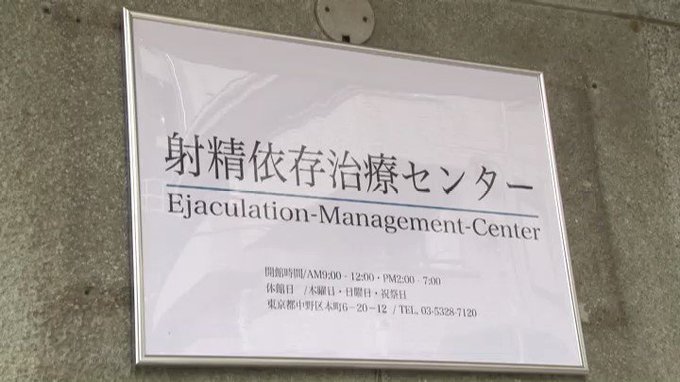 射精依存治療センター
Ejaculation-Management-Center
開館時間/AM9:00 - 12:00・PM2:00 - 7:00
休館日　/木曜日・日曜日・祝祭日
東京都中野区本町6－20－12 / TEL. 03-5328-7120